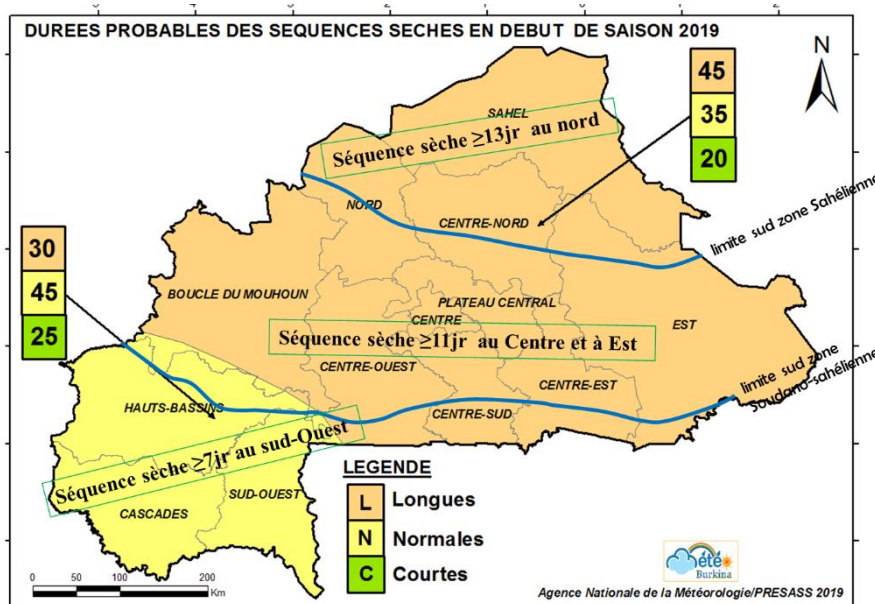 DUREES PROBABLES DES SEQUENCES SECHES EN DEBUT DE SAISON 2019
N
45
35
20
SAHEL
Séquence sèche ≥13jr au nord
NORD
CENTRE-NORD
limite sud zone Sahélienne
30
45
25
BOUCLE DU MOUHOUN
PLATEAU CENTRAL
CENTRE
EST
Séquence sèche ≥11jr au Centre et à Est
CENTRE-OUEST
CENTRE-EST
limite sud zone
Soudano-sahélienne
HAUTS-BASSINS
CENTRE-SUD
Séquence sèche ≥7jr au sud-Ouest
SUD-OUEST
CASCADES
LEGENDE
L Longues
N Normales
C Courtes
0 50 100 200
Km
Météo
Burkina
Agence Nationale de la Météorologie/PRESASS 2019